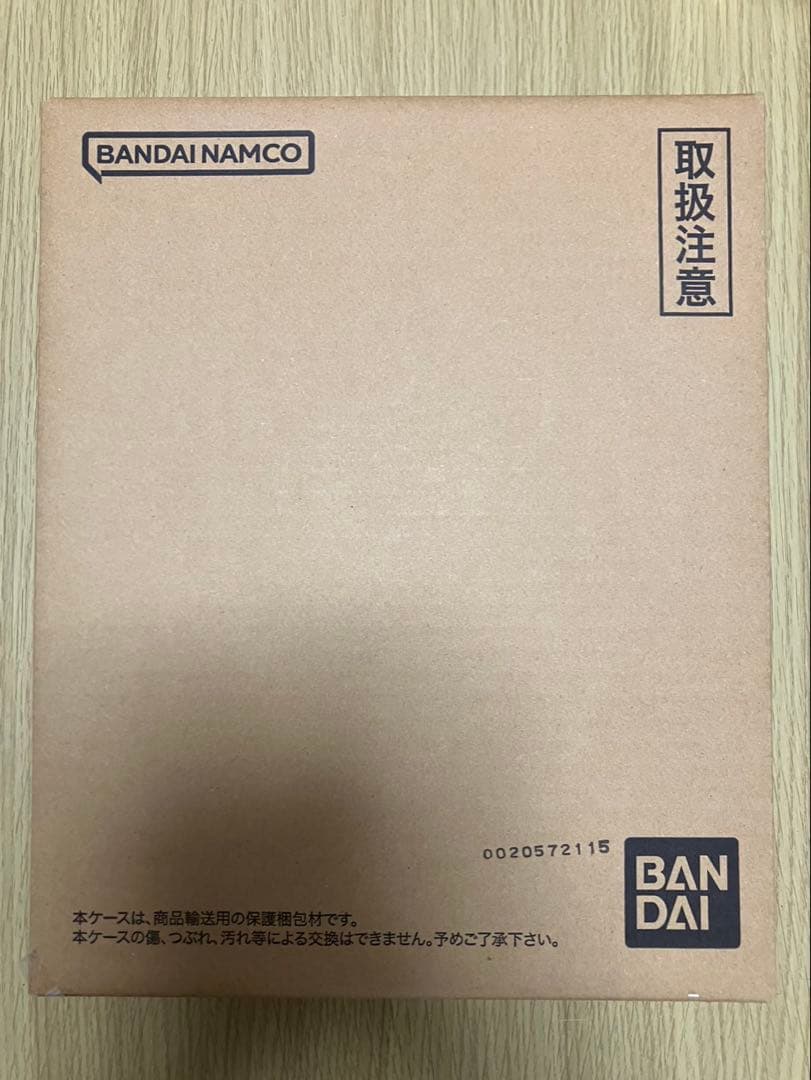 BANDAI NAMCO
取扱注意
0020572115
BAN
DAI
本ケースは、商品輸送用の保護梱包材です。
本ケースの傷、つぶれ、汚れ等による交換はできません。予めご了承下さい。